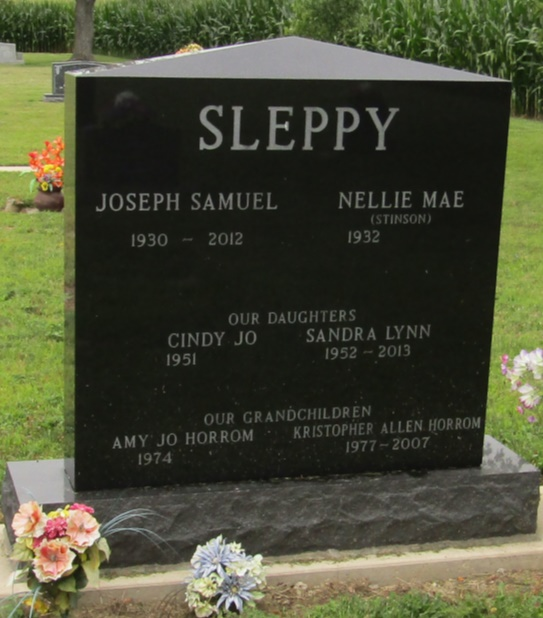 SLEPPY
JOSEPH SAMUEL
1930 ~ 2012
NELLIE MAE
(STINSON)
1932
OUR DAUGHTERS
CINDY JO
1951
SANDRA LYNN
1952 - 2013
OUR GRANDCHILDREN
AMY JO HORROM
1974
KRISTOPHER ALLEN HORROM
1977 - 2007